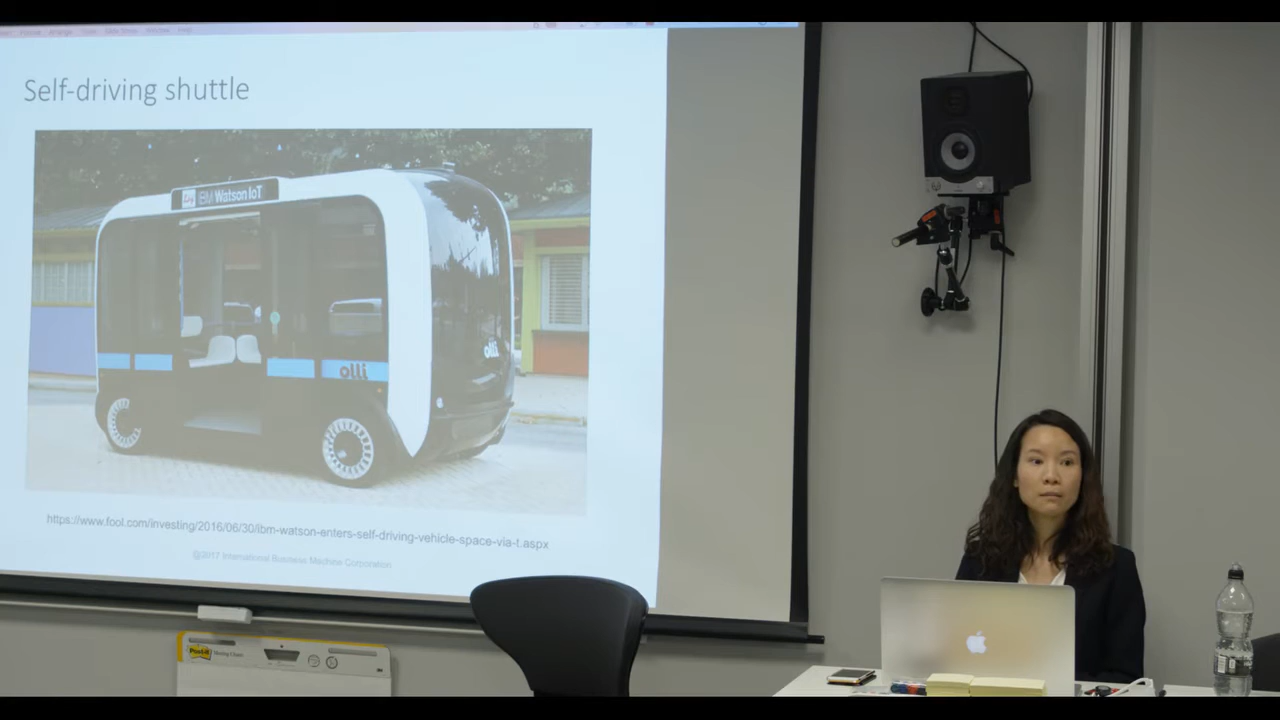 Self-driving shuttle
IBM Watson IoT
olli
olli
https://www.fool.com/investing/2016/06/30/ibm-watson-enters-self-driving-vehicle-space-via-t.aspx
@2017 International Business Machine Corporation
Post-it